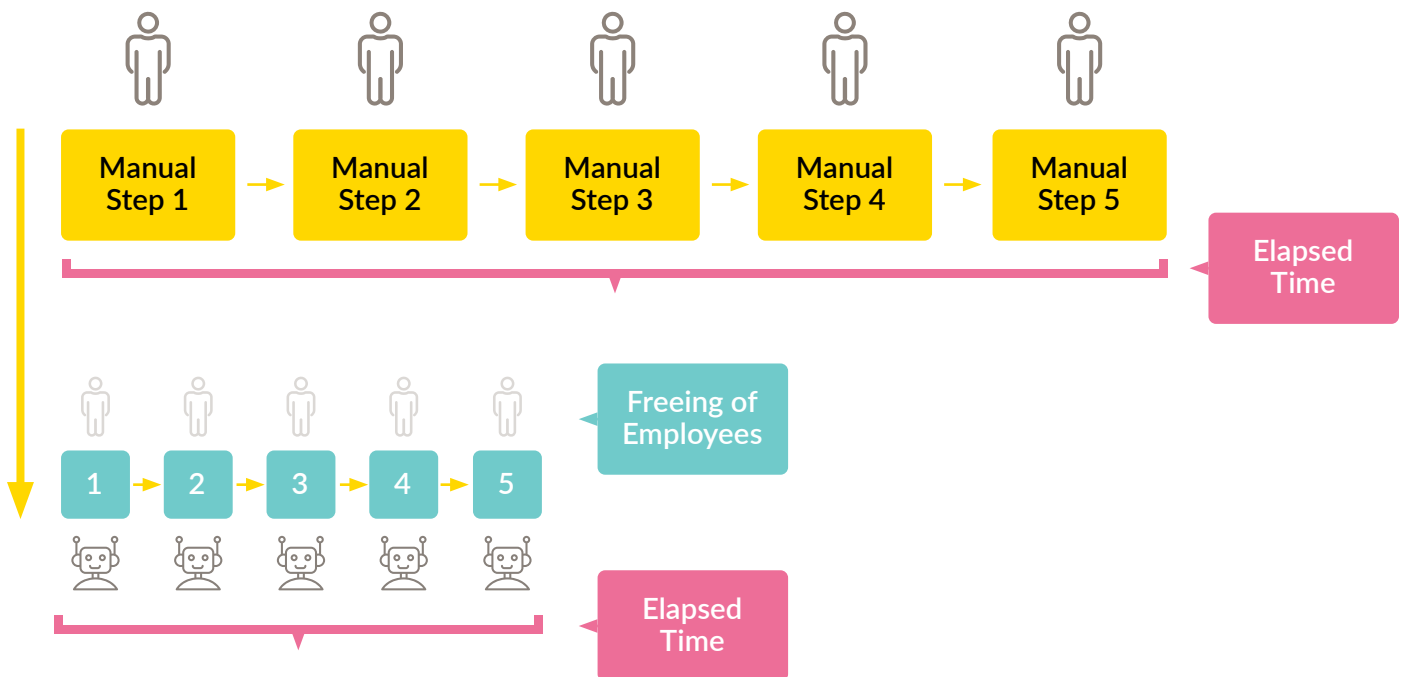 Manual
Step 1
Manual
Step 2
Manual
Step 3
Manual
Step 4
Manual
Step 5
Elapsed
Time
Freeing of
Employees
1
2
3
4
5
Elapsed
Time